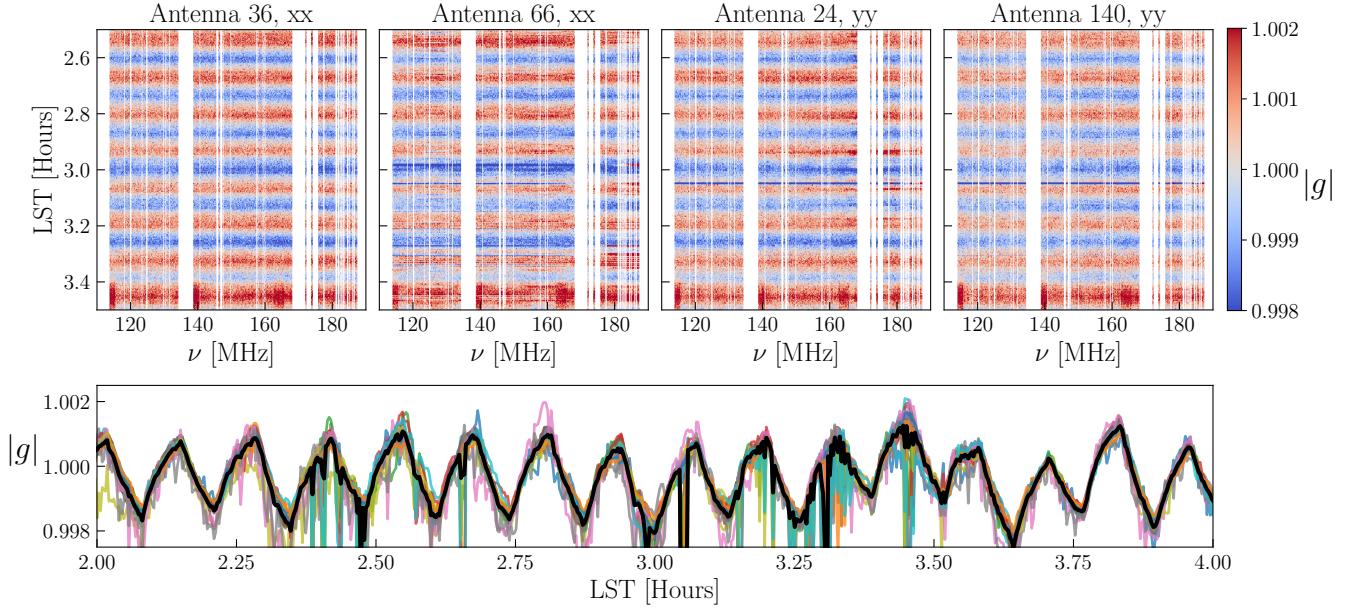 Antenna 36, xx
Antenna 66, xx
Antenna 24, yy
Antenna 140, yy
LST [Hours]
2.6
2.8
3.0
3.2
3.4
120 140 160 180
120 140 160 180
120 140 160 180
120 140 160 180
ν [MHz]
ν [MHz]
ν [MHz]
ν [MHz]
1.002
1.001
1.000
0.999
0.998
|g|
|g|
1.002
1.000
0.998
2.00 2.25 2.50 2.75 3.00 3.25 3.50 3.75 4.00
LST [Hours]